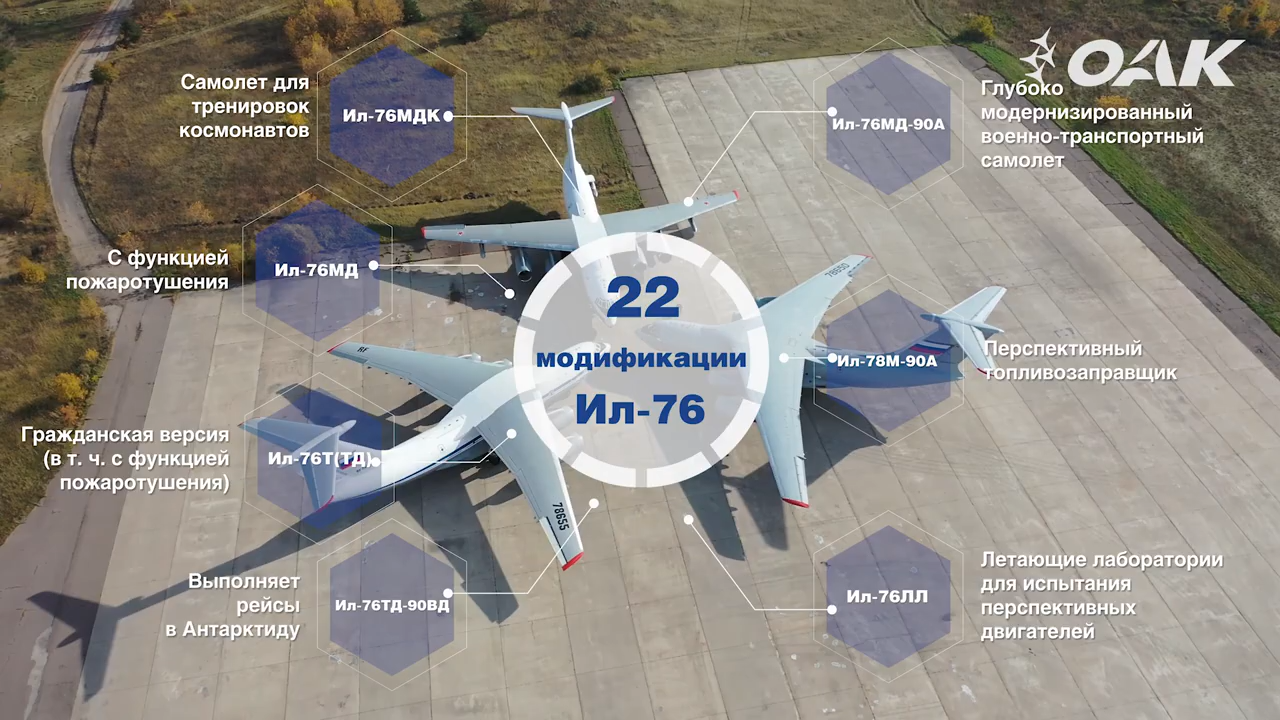 ОАК
Самолет для
тренировок
космонавтов
Ил-76МДК
Ил-76МД-90А
Глубоко
модернизированный
военно-транспортный
самолет
С функцией
пожаротушения
Ил-76МД
22
модификации
Ил-76
78650
Ил-78М-90А
Перспективный
топливозаправщик
RF
Гражданская версия
(в т. ч. с функцией
пожаротушения)
Ил-76Т(ТД)
78655
Выполняет
рейсы
в Антарктиду
Ил-76ТД-90ВД
Ил-76ЛЛ
Летающие лаборатории
для испытания
перспективных
двигателей